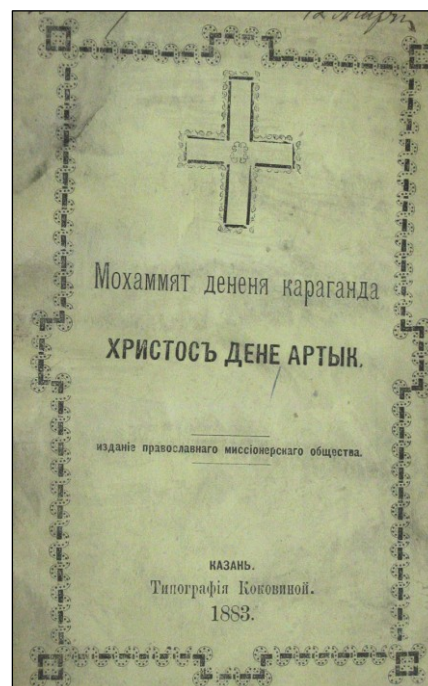 Мохаммят дененя караганда
ХРИСТОСЪ ДЕНЕ АРТЫК.
изданіе православнаго миссіонерскаго общества.
КАЗАНЬ.
Типографія Коковиной.
1883.